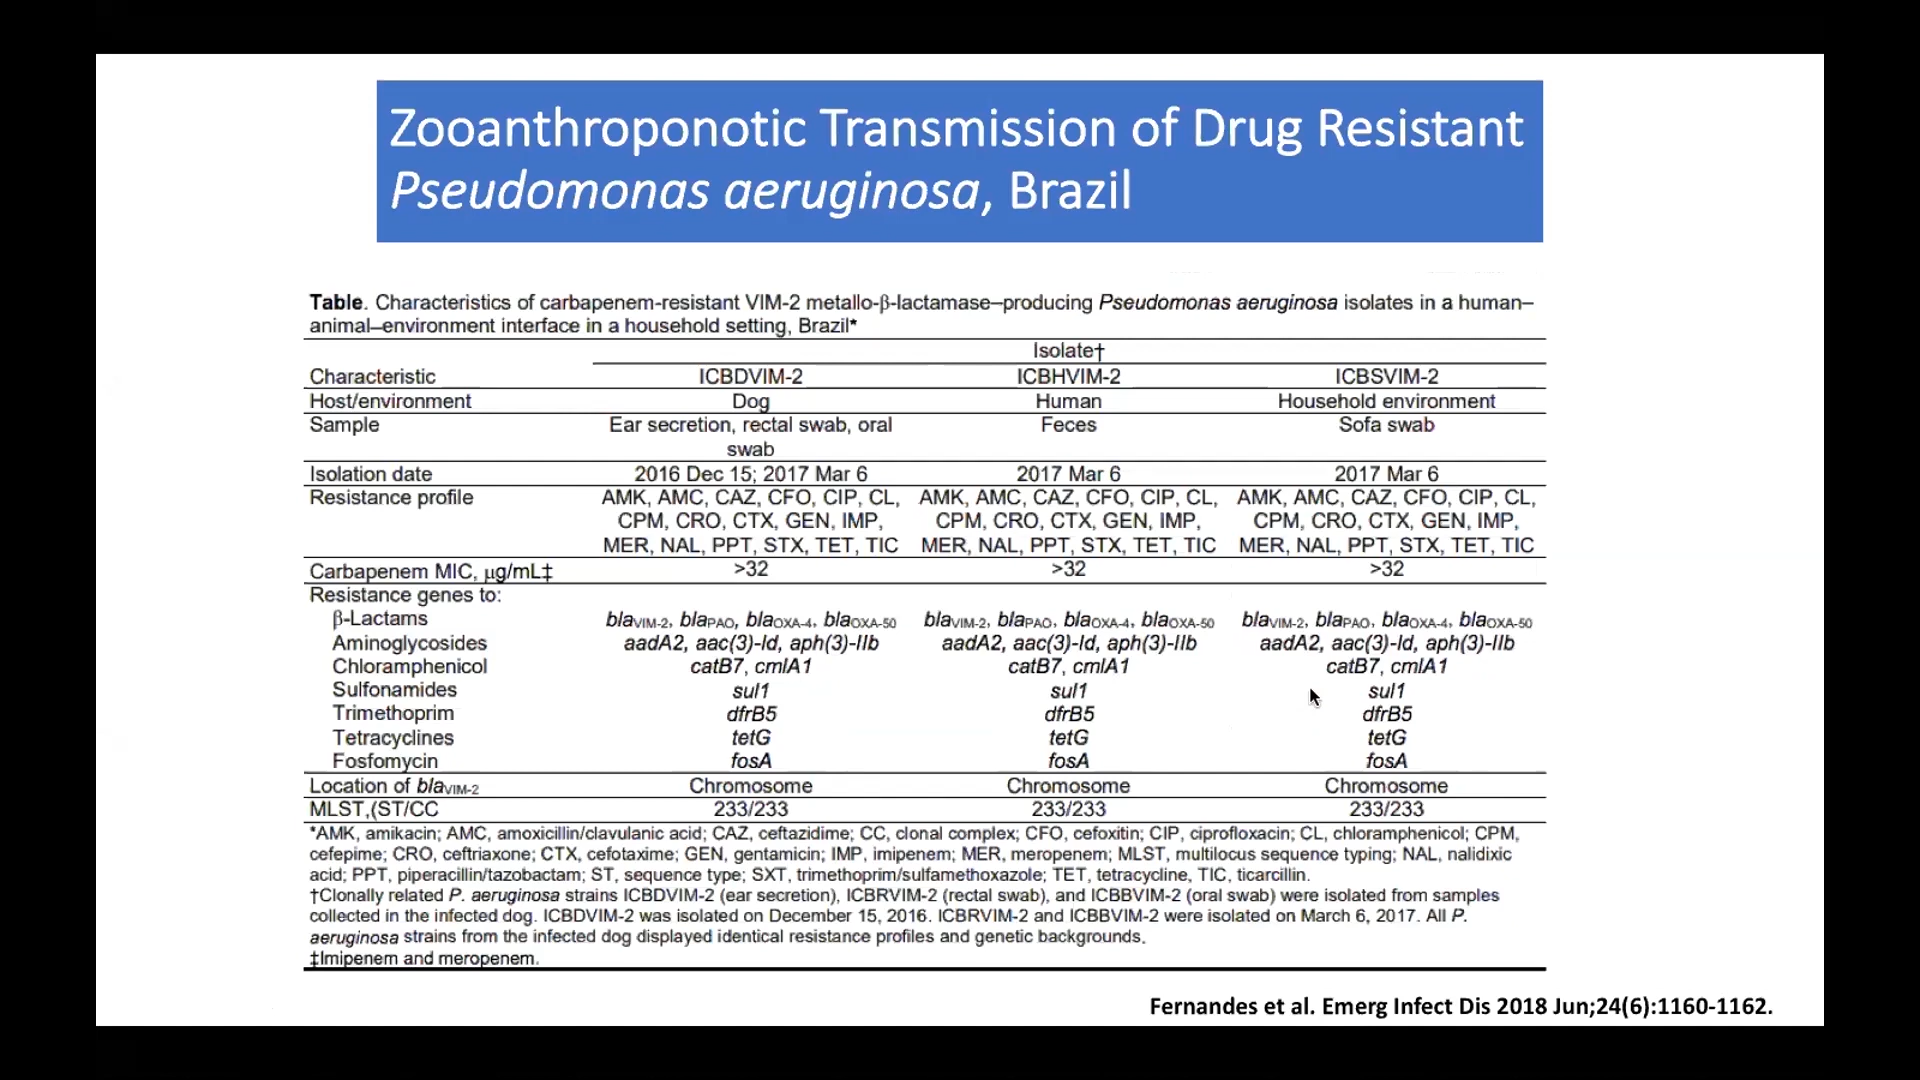 Zooanthroponotic Transmission of Drug Resistant
Pseudomonas aeruginosa, Brazil
Table. Characteristics of carbapenem-resistant VIM-2 metallo-β-lactamase–producing Pseudomonas aeruginosa isolates in a human–
animal–environment interface in a household setting, Brazil*
Isolate†
Characteristic ICBDVIM-2 ICBHVIM-2 ICBSVIM-2
Host/environment Dog Human Household environment
Sample Ear secretion, rectal swab, oral Feces Sofa swab
swab
Isolation date 2016 Dec 15; 2017 Mar 6 2017 Mar 6 2017 Mar 6
Resistance profile AMK, AMC, CAZ, CFO, CIP, CL, AMK, AMC, CAZ, CFO, CIP, CL, AMK, AMC, CAZ, CFO, CIP, CL,
CPM, CRO, CTX, GEN, IMP, CPM, CRO, CTX, GEN, IMP, CPM, CRO, CTX, GEN, IMP,
MER, NAL, PPT, STX, TET, TIC MER, NAL, PPT, STX, TET, TIC MER, NAL, PPT, STX, TET, TIC
Carbapenem MIC, μg/mL‡ >32 >32 >32
Resistance genes to:
β-Lactams blaVIM-2, blaPAO, blaOXA-4, blaOXA-50 blaVIM-2, blaPAO, blaOXA-4, blaOXA-50 blaVIM-2, blaPAO, blaOXA-4, blaOXA-50
Aminoglycosides aadA2, aac(3)-Id, aph(3)-IIb aadA2, aac(3)-Id, aph(3)-IIb aadA2, aac(3)-Id, aph(3)-IIb
Chloramphenicol catB7, cmlA1 catB7, cmlA1 catB7, cmlA1
Sulfonamides sul1 sul1 sul1
Trimethoprim dfrB5 dfrB5 dfrB5
Tetracyclines tetG tetG tetG
Fosfomycin fosA fosA fosA
Location of blaVIM-2 Chromosome Chromosome Chromosome
MLST,(ST/CC 233/233 233/233 233/233
*AMK, amikacin; AMC, amoxicillin/clavulanic acid; CAZ, ceftazidime; CC, clonal complex; CFO, cefoxitin; CIP, ciprofloxacin; CL, chloramphenicol; CPM,
cefepime; CRO, ceftriaxone; CTX, cefotaxime; GEN, gentamicin; IMP, imipenem; MER, meropenem; MLST, multilocus sequence typing; NAL, nalidixic
acid; PPT, piperacillin/tazobactam; ST, sequence type; SXT, trimethoprim/sulfamethoxazole; TET, tetracycline, TIC, ticarcillin.
†Clonally related P. aeruginosa strains ICBDVIM-2 (ear secretion), ICBRVIM-2 (rectal swab), and ICBBVIM-2 (oral swab) were isolated from samples
collected in the infected dog. ICBDVIM-2 was isolated on December 15, 2016. ICBRVIM-2 and ICBBVIM-2 were isolated on March 6, 2017. All P.
aeruginosa strains from the infected dog displayed identical resistance profiles and genetic backgrounds.
‡Imipenem and meropenem.
Fernandes et al. Emerg Infect Dis 2018 Jun;24(6):1160-1162.